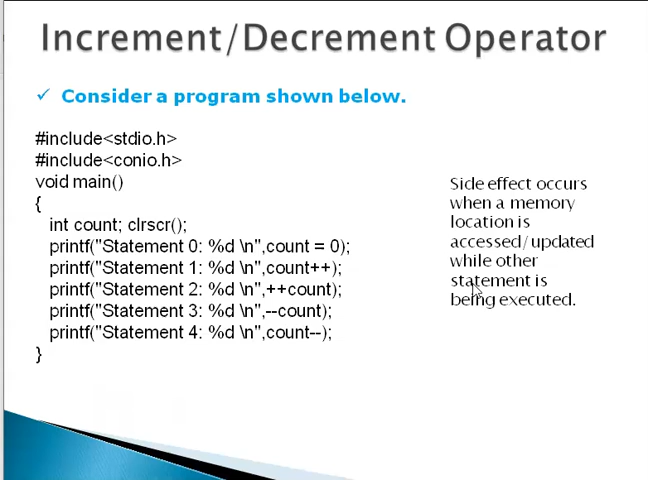 Increment/Decrement Operator
✓ Consider a program shown below.
#include<stdio.h>
#include<conio.h>
void main()
{
int count; clrscr();
printf("Statement 0: %d \n",count = 0);
printf("Statement 1: %d \n",count++);
printf("Statement 2: %d \n",++count);
printf("Statement 3: %d \n",--count);
printf("Statement 4: %d \n",count--);
}
Side effect occurs
when a memory
location is
accessed/updated
while other
statement is
being executed.